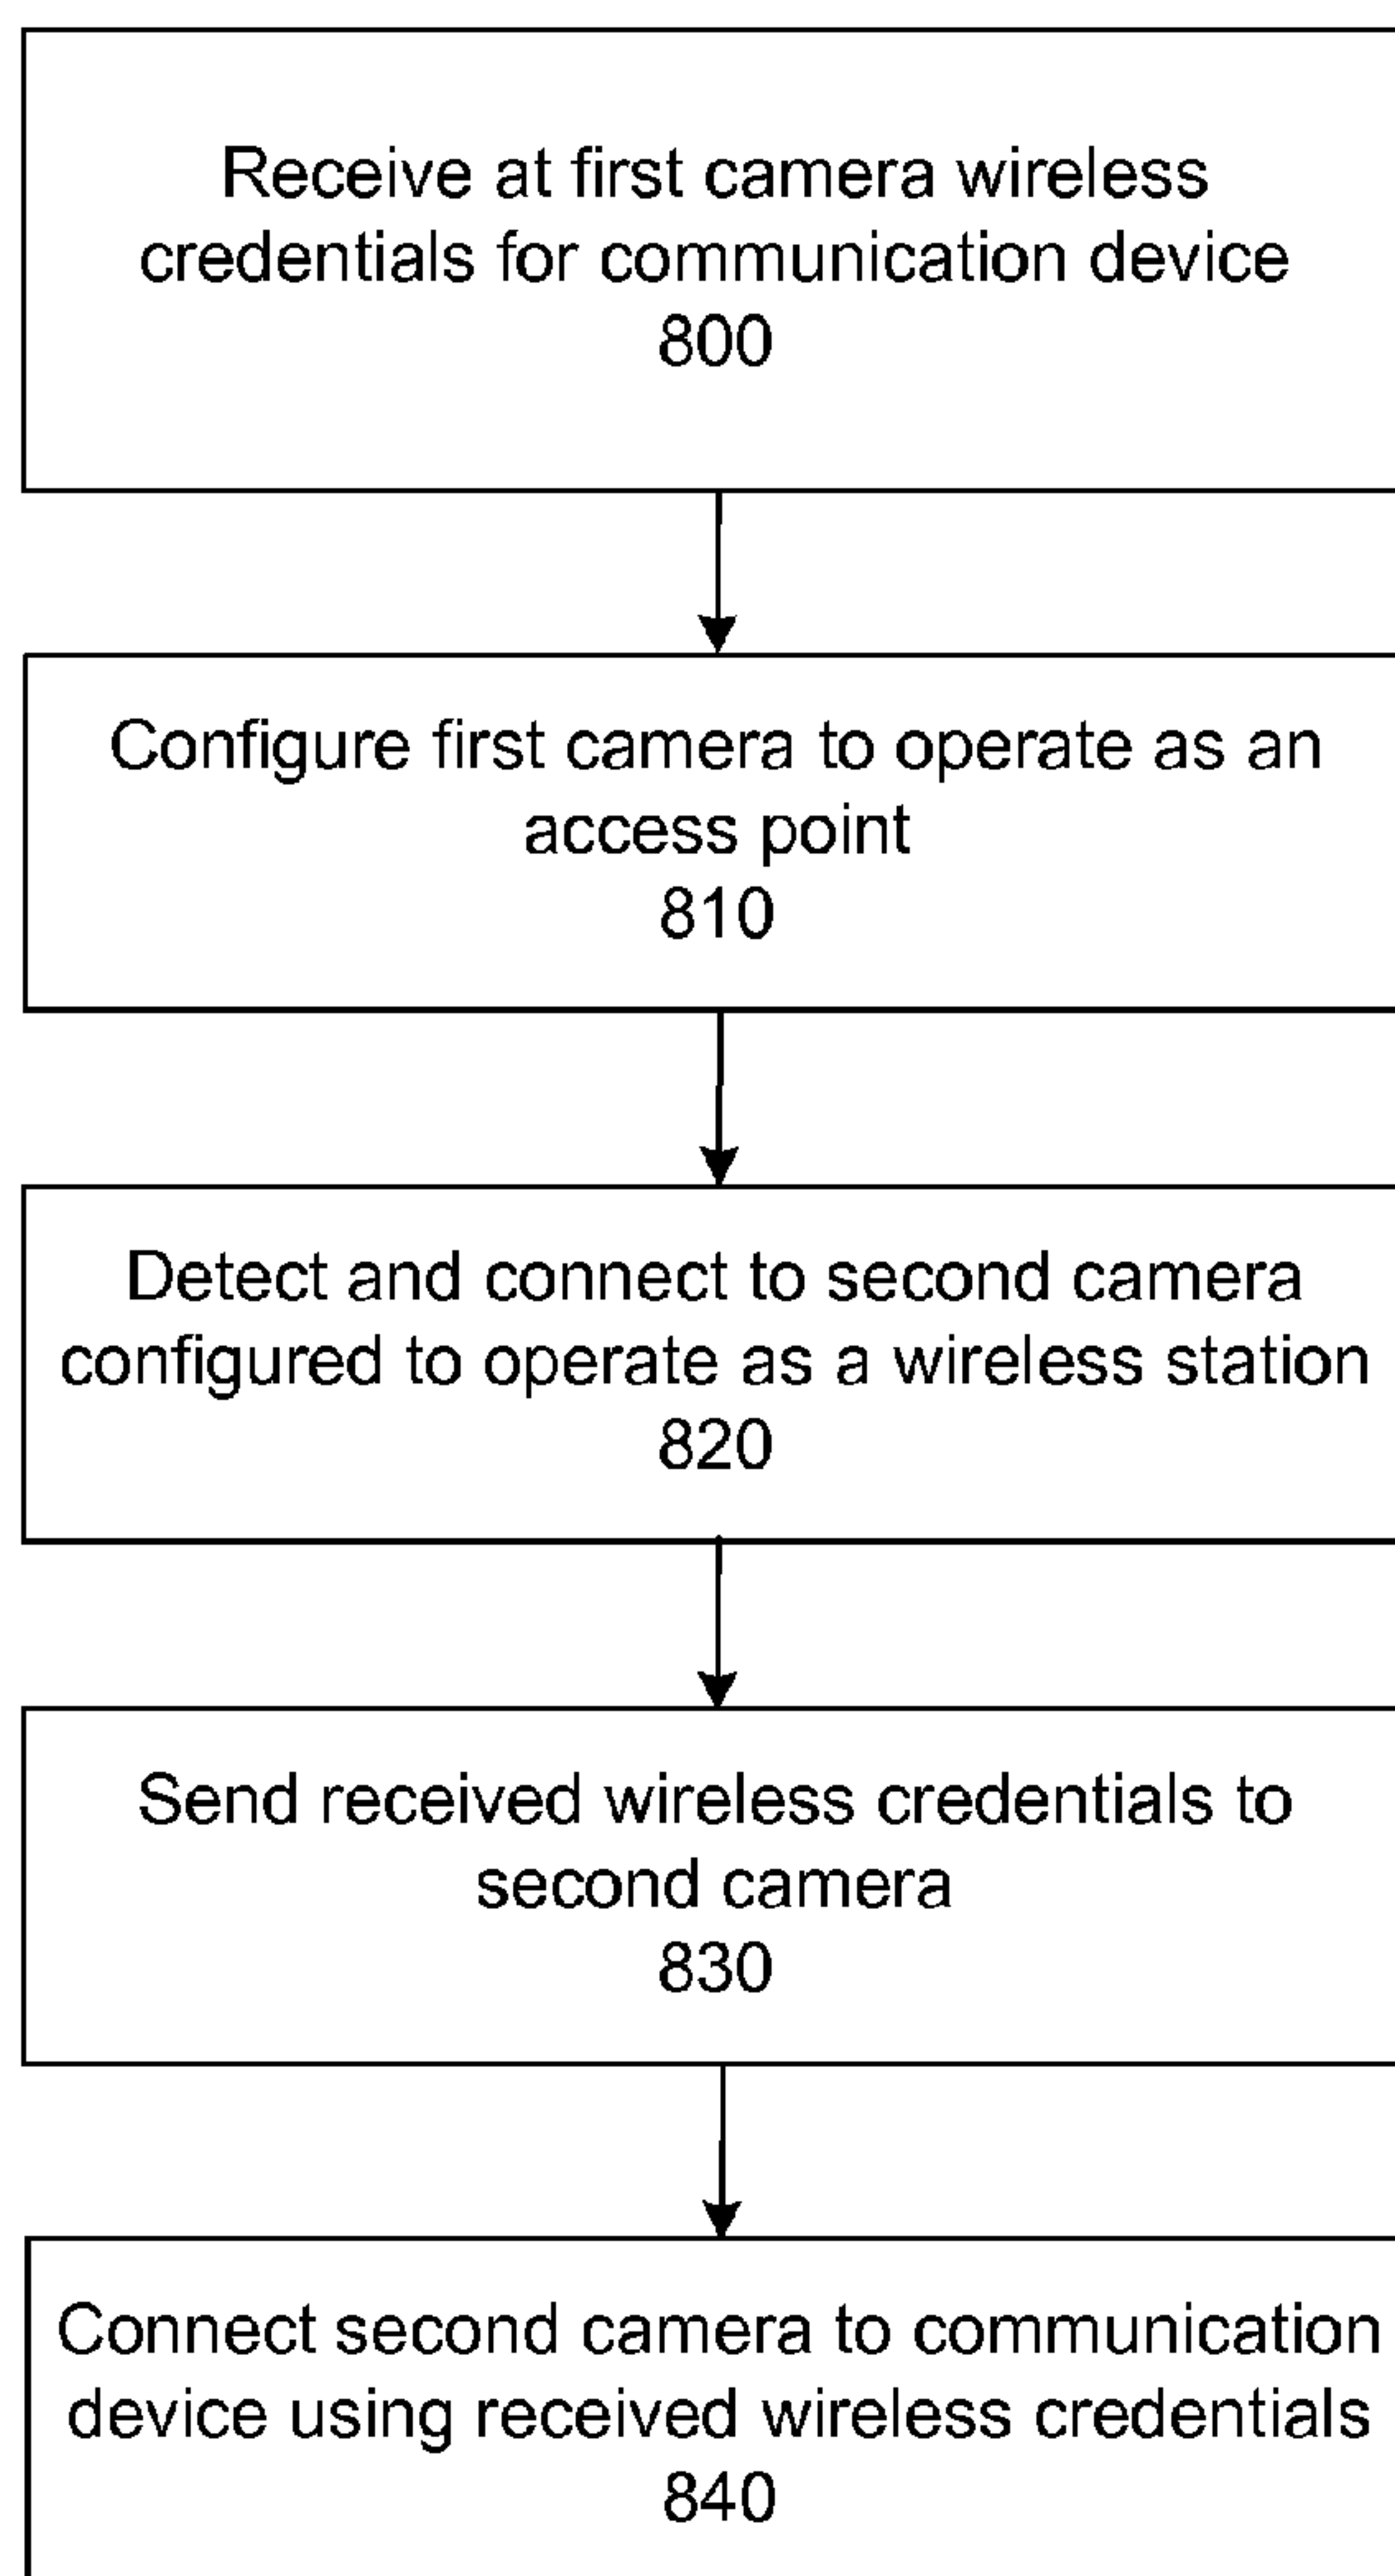 Receive at first camera wireless
credentials for communication device
800
Configure first camera to operate as an
access point
810
Detect and connect to second camera
configured to operate as a wireless station
820
Send received wireless credentials to
second camera
830
Connect second camera to communication
device using received wireless credentials
840